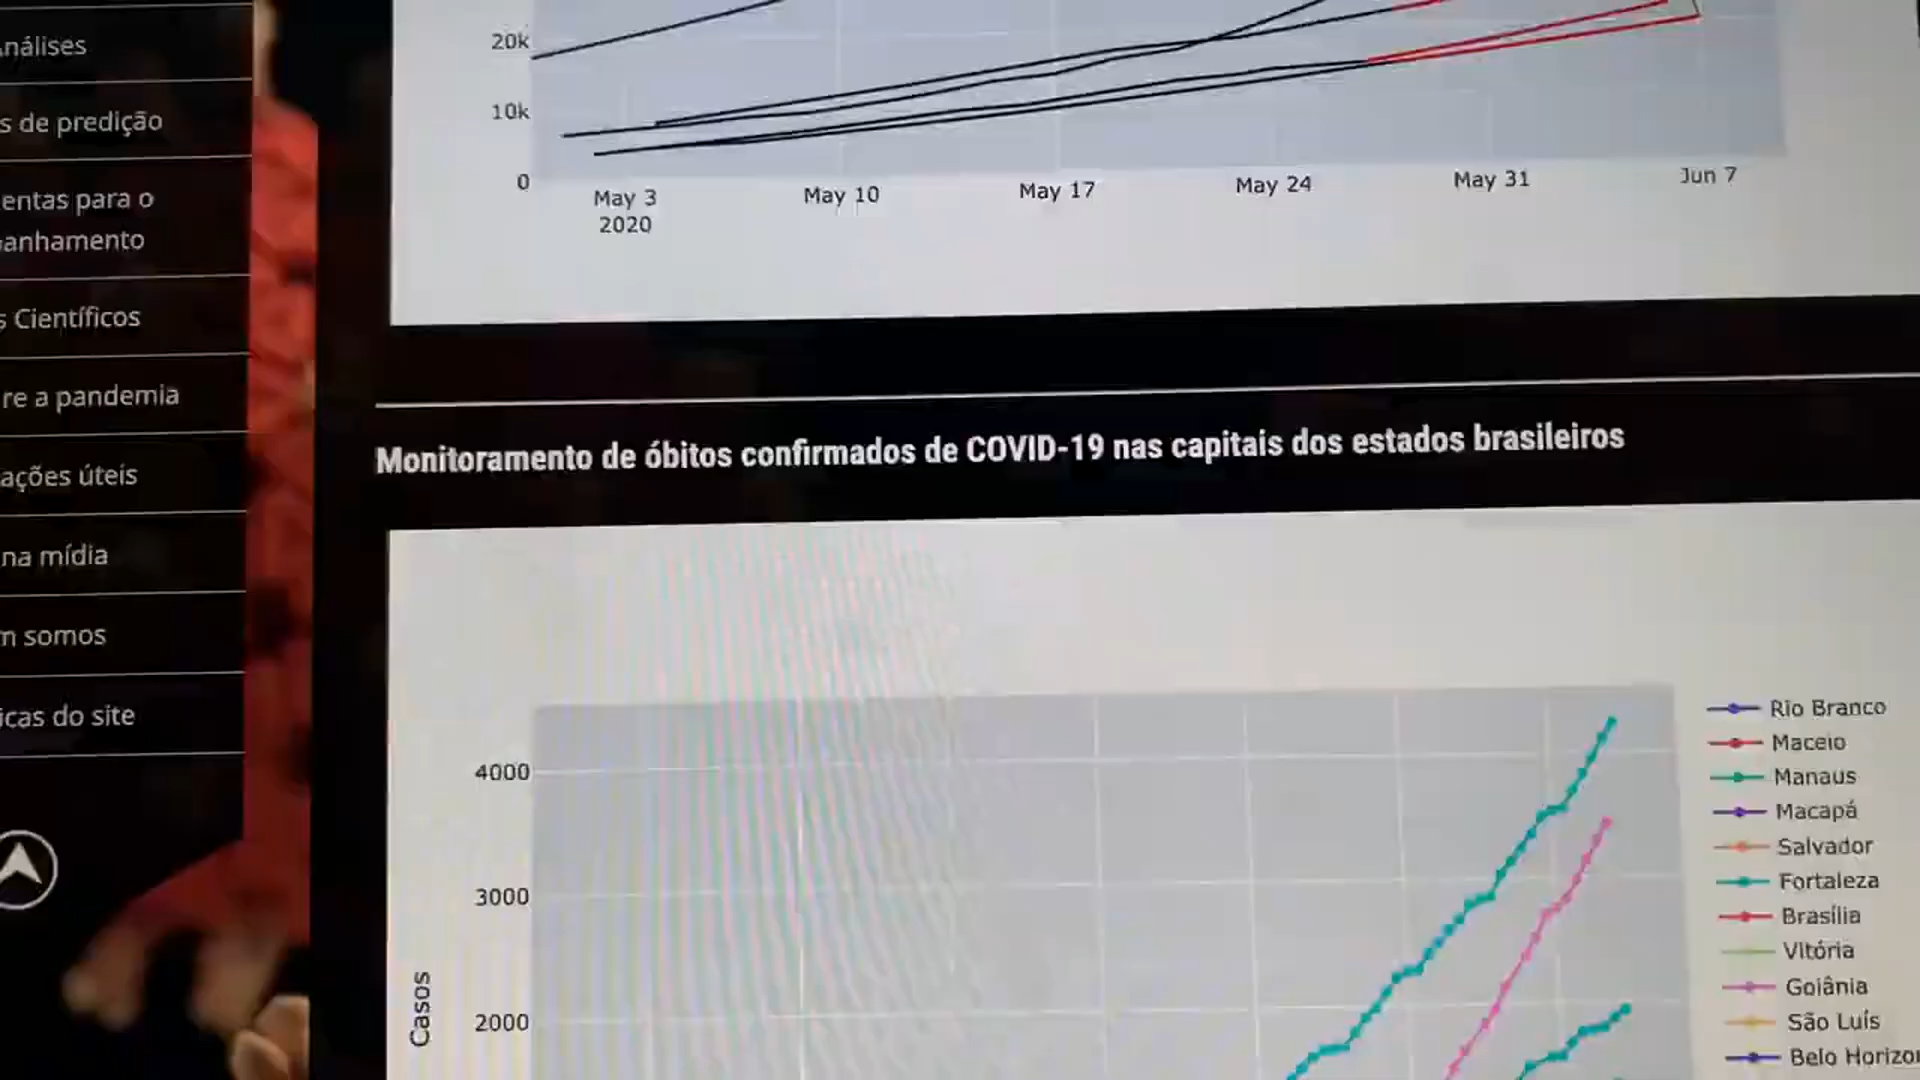 Análises
s de predição
entas para o
anhamento
s Científicos
re a pandemia
ações úteis
na mídia
m somos
icas do site
20k
10k
0
May 3
2020
May 10
May 17
May 24
May 31
Jun 7
Monitoramento de óbitos confirmados de COVID-19 nas capitais dos estados brasileiros
4000
3000
2000
Casos
Rio Branco
Maceio
Manaus
Macapá
Salvador
Fortaleza
Brasília
Vitória
Goiânia
São Luís
Belo Horizo